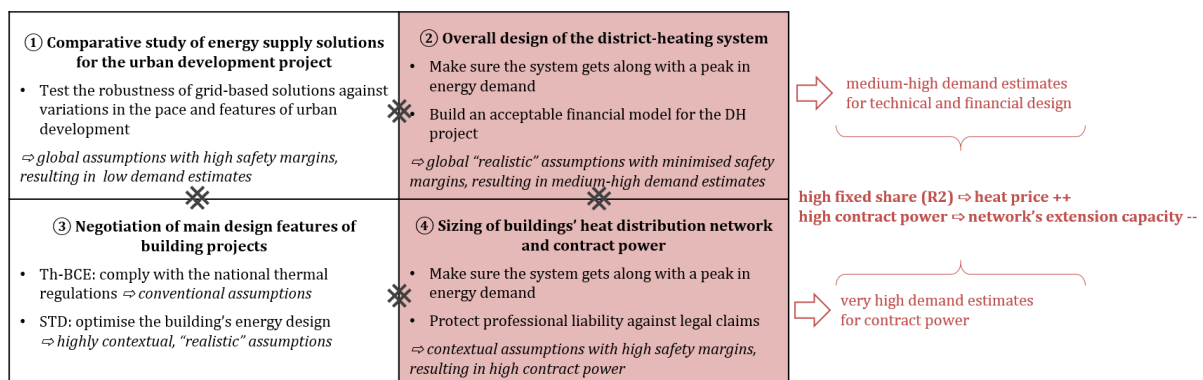 ① Comparative study of energy supply solutions
for the urban development project
• Test the robustness of grid-based solutions against
variations in the pace and features of urban
development
⇨ global assumptions with high safety margins,
resulting in low demand estimates
② Overall design of the district-heating system
• Make sure the system gets along with a peak in
energy demand
• Build an acceptable financial model for the DH
project
⇨ global “realistic” assumptions with minimised safety
margins, resulting in medium-high demand estimates
③ Negotiation of main design features of
building projects
• Th-BCE: comply with the national thermal
regulations ⇨ conventional assumptions
• STD: optimise the building’s energy design
⇨ highly contextual, “realistic” assumptions
④ Sizing of buildings’ heat distribution network
and contract power
• Make sure the system gets along with a peak in
energy demand
• Protect professional liability against legal claims
⇨ contextual assumptions with high safety margins,
resulting in high contract power
medium-high demand estimates
for technical and financial design
high fixed share (R2) ⇨ heat price ++
high contract power ⇨ network’s extension capacity --
very high demand estimates
for contract power